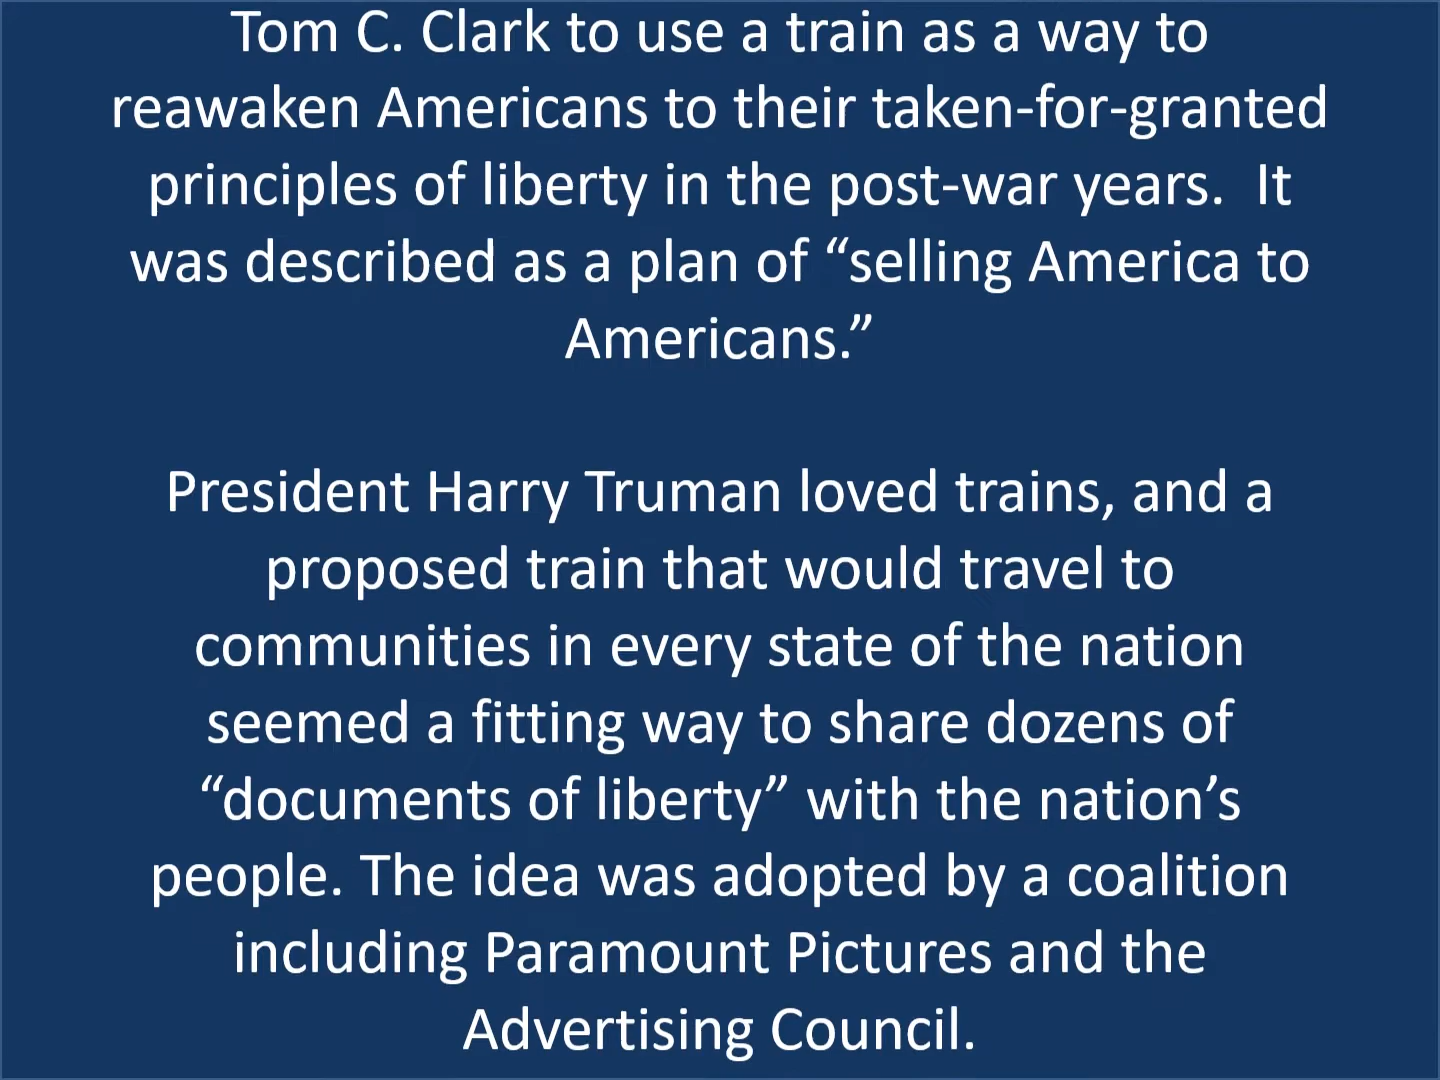 Tom C. Clark to use a train as a way to
reawaken Americans to their taken-for-granted
principles of liberty in the post-war years.  It
was described as a plan of “selling America to
Americans.”
President Harry Truman loved trains, and a
proposed train that would travel to
communities in every state of the nation
seemed a fitting way to share dozens of
“documents of liberty” with the nation’s
people. The idea was adopted by a coalition
including Paramount Pictures and the
Advertising Council.